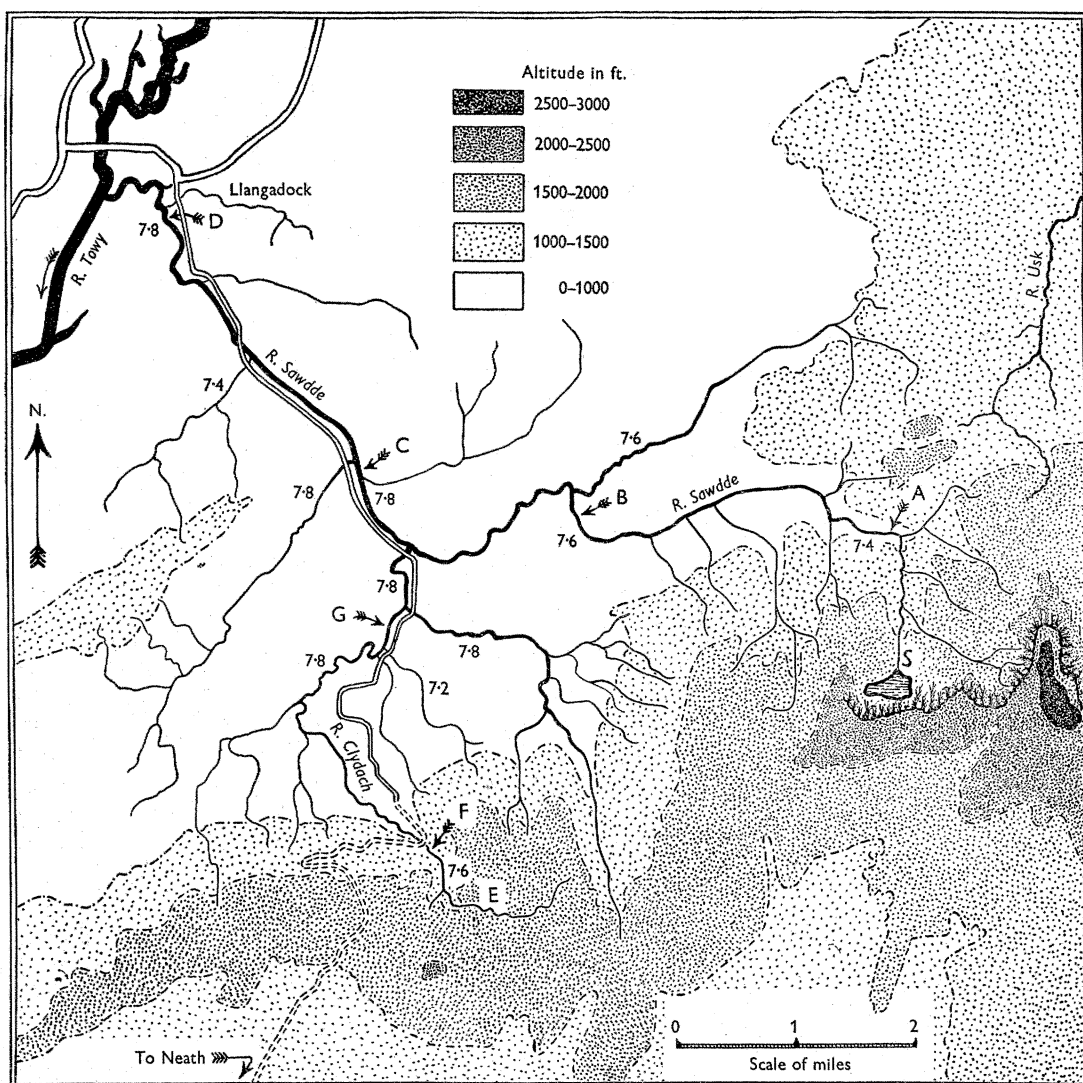 Altitude in ft.
2500–3000
2000–2500
1500–2000
1000–1500
0–1000
Llangadock
D
7·8
R. Towy
R. Usk
R. Sawdde
7·4
N.
C
7·6
7·8
7·8
B
R. Sawdde
A
7·6
7·4
7·8
G
7·8
7·8
7·2
S
R. Clydach
F
7·6
E
0 1 2
Scale of miles
To Neath